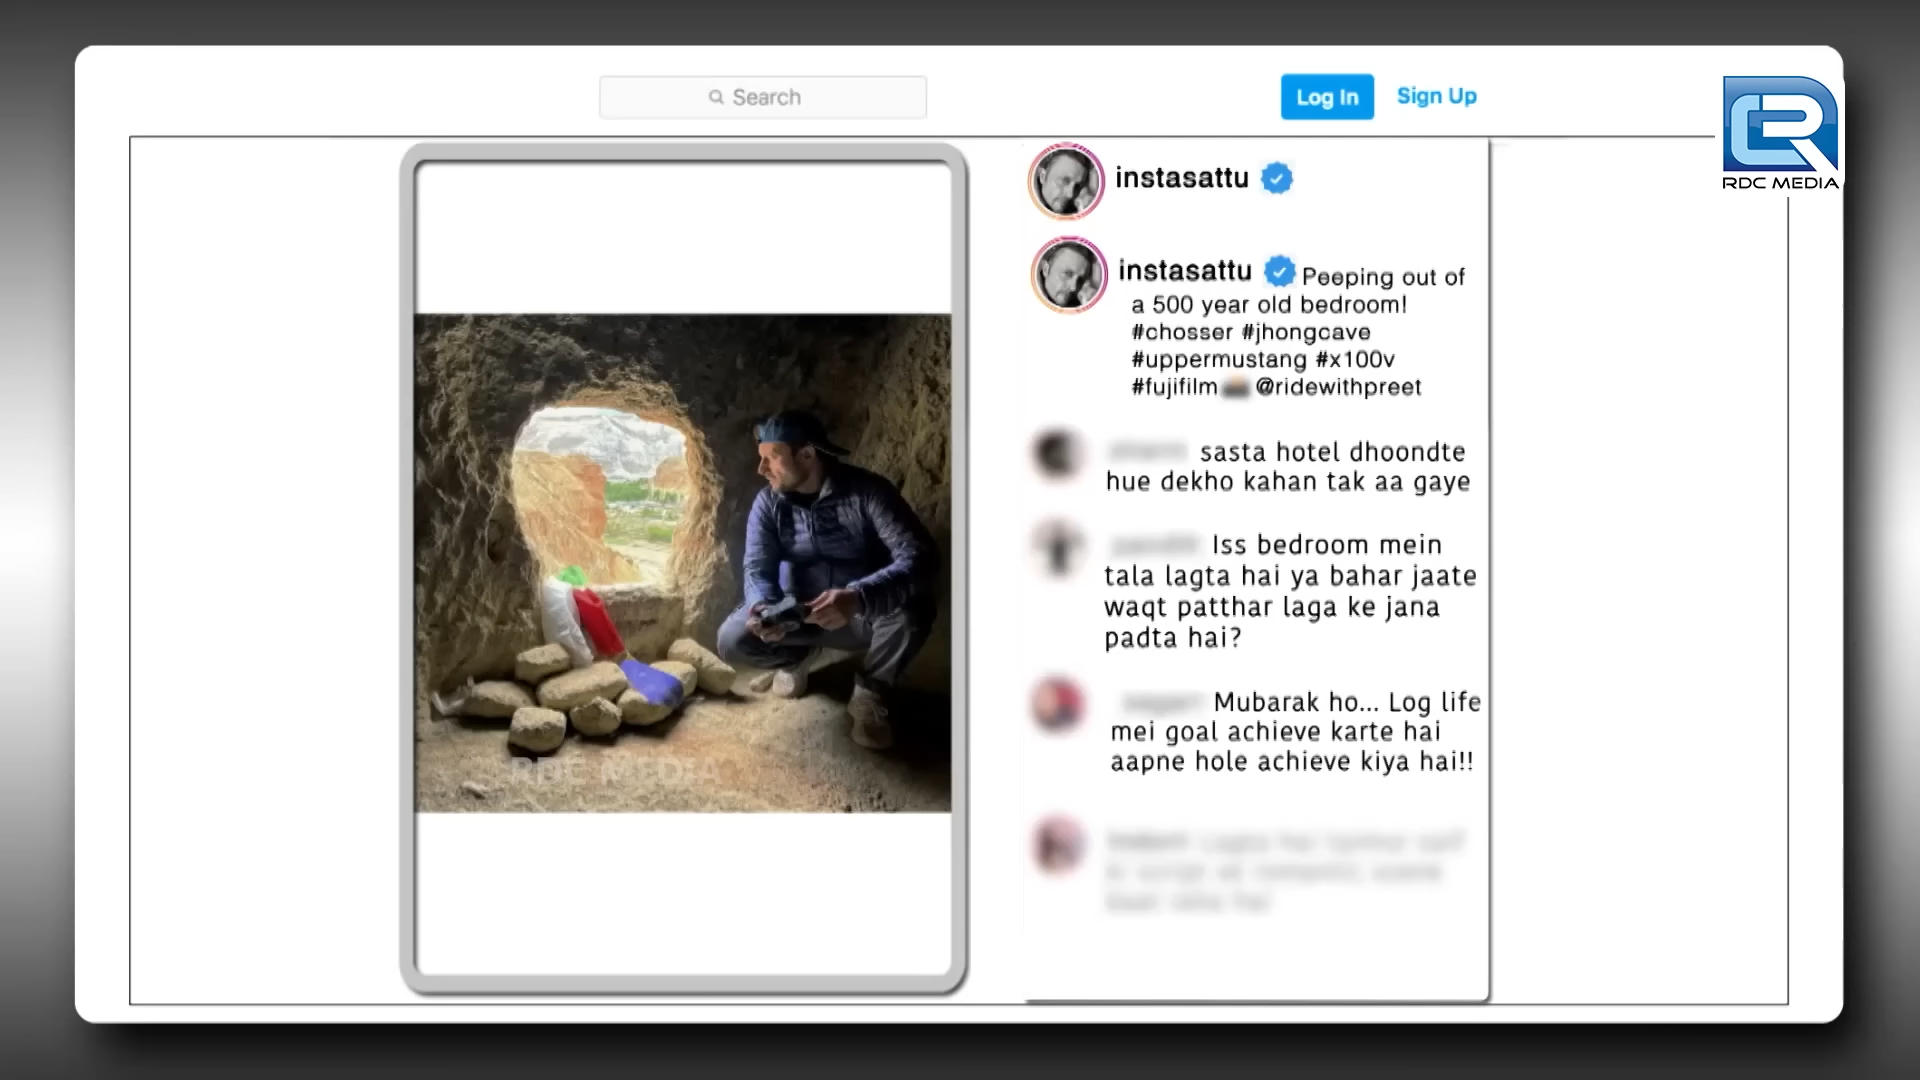 Search
Log In
Sign Up
RDC MEDIA
instasattu
instasattu Peeping out of
a 500 year old bedroom!
#chosser #jhongcave
#uppermustang #x100v
#fujifilm @ridewithpreet
sasta hotel dhoondte
hue dekho kahan tak aa gaye
Iss bedroom mein
tala lagta hai ya bahar jaate
waqt patthar laga ke jana
padta hai?
Mubarak ho... Log life
mei goal achieve karte hai
aapne hole achieve kiya hai!!
RDC MEDIA